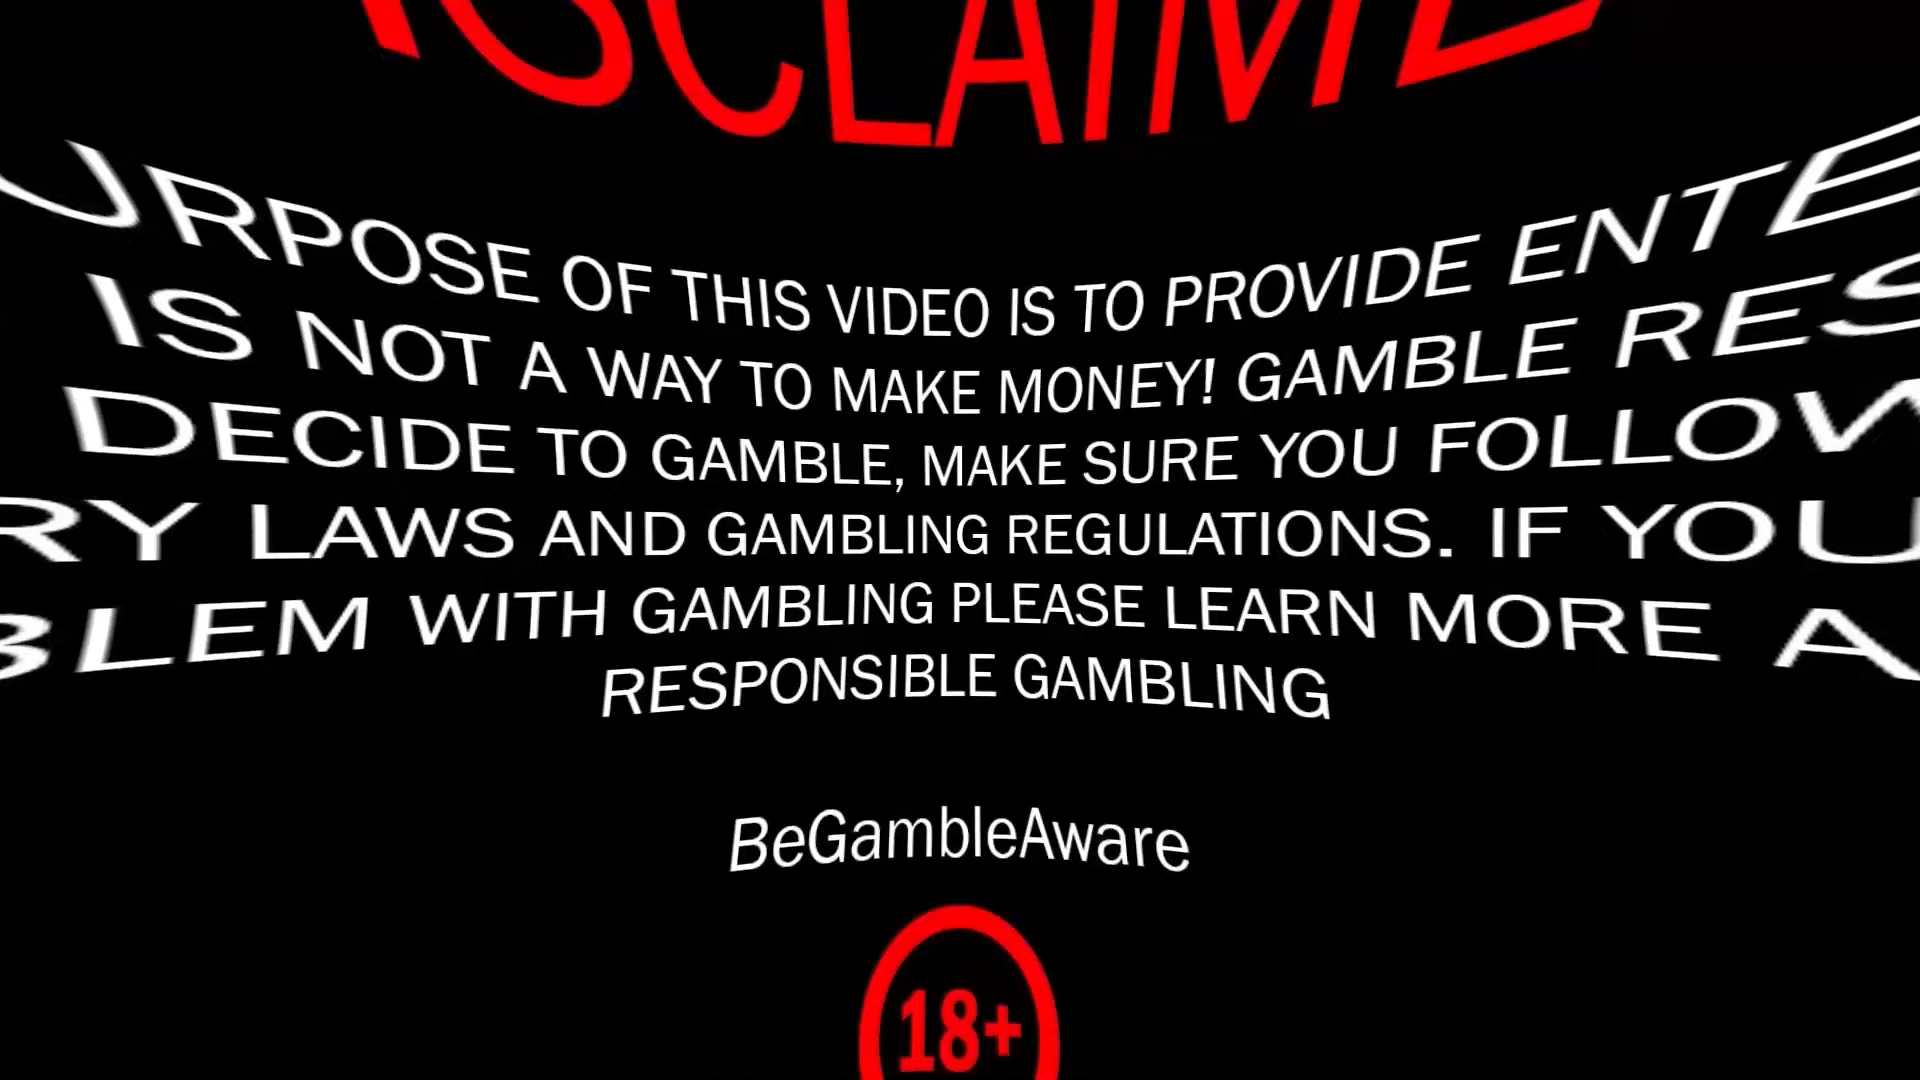 ISCLAIME
URPOSE OF THIS VIDEO IS TO PROVIDE ENTE
IS NOT A WAY TO MAKE MONEY! GAMBLE RES
DECIDE TO GAMBLE, MAKE SURE YOU FOLLOW
RY LAWS AND GAMBLING REGULATIONS. IF YOU
BLEM WITH GAMBLING PLEASE LEARN MORE A
RESPONSIBLE GAMBLING
BeGambleAware
18+